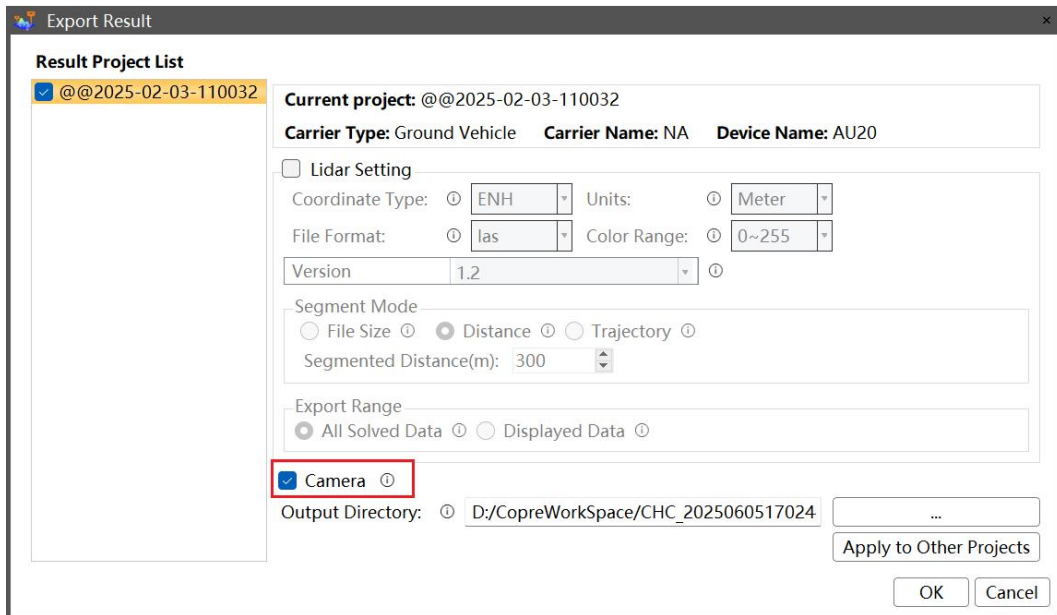 Export Result
Result Project List
@@2025-02-03-110032
Current project: @@2025-02-03-110032
Carrier Type: Ground Vehicle Carrier Name: NA Device Name: AU20
Lidar Setting
Coordinate Type: ENH Units: Meter
File Format: las Color Range: 0~255
Version 1.2
Segment Mode
File Size Distance Trajectory
Segmented Distance(m): 300
Export Range
All Solved Data Displayed Data
Camera
Output Directory: D:/CopreWorkSpace/CHC_2025060517024 ...
Apply to Other Projects
OK Cancel